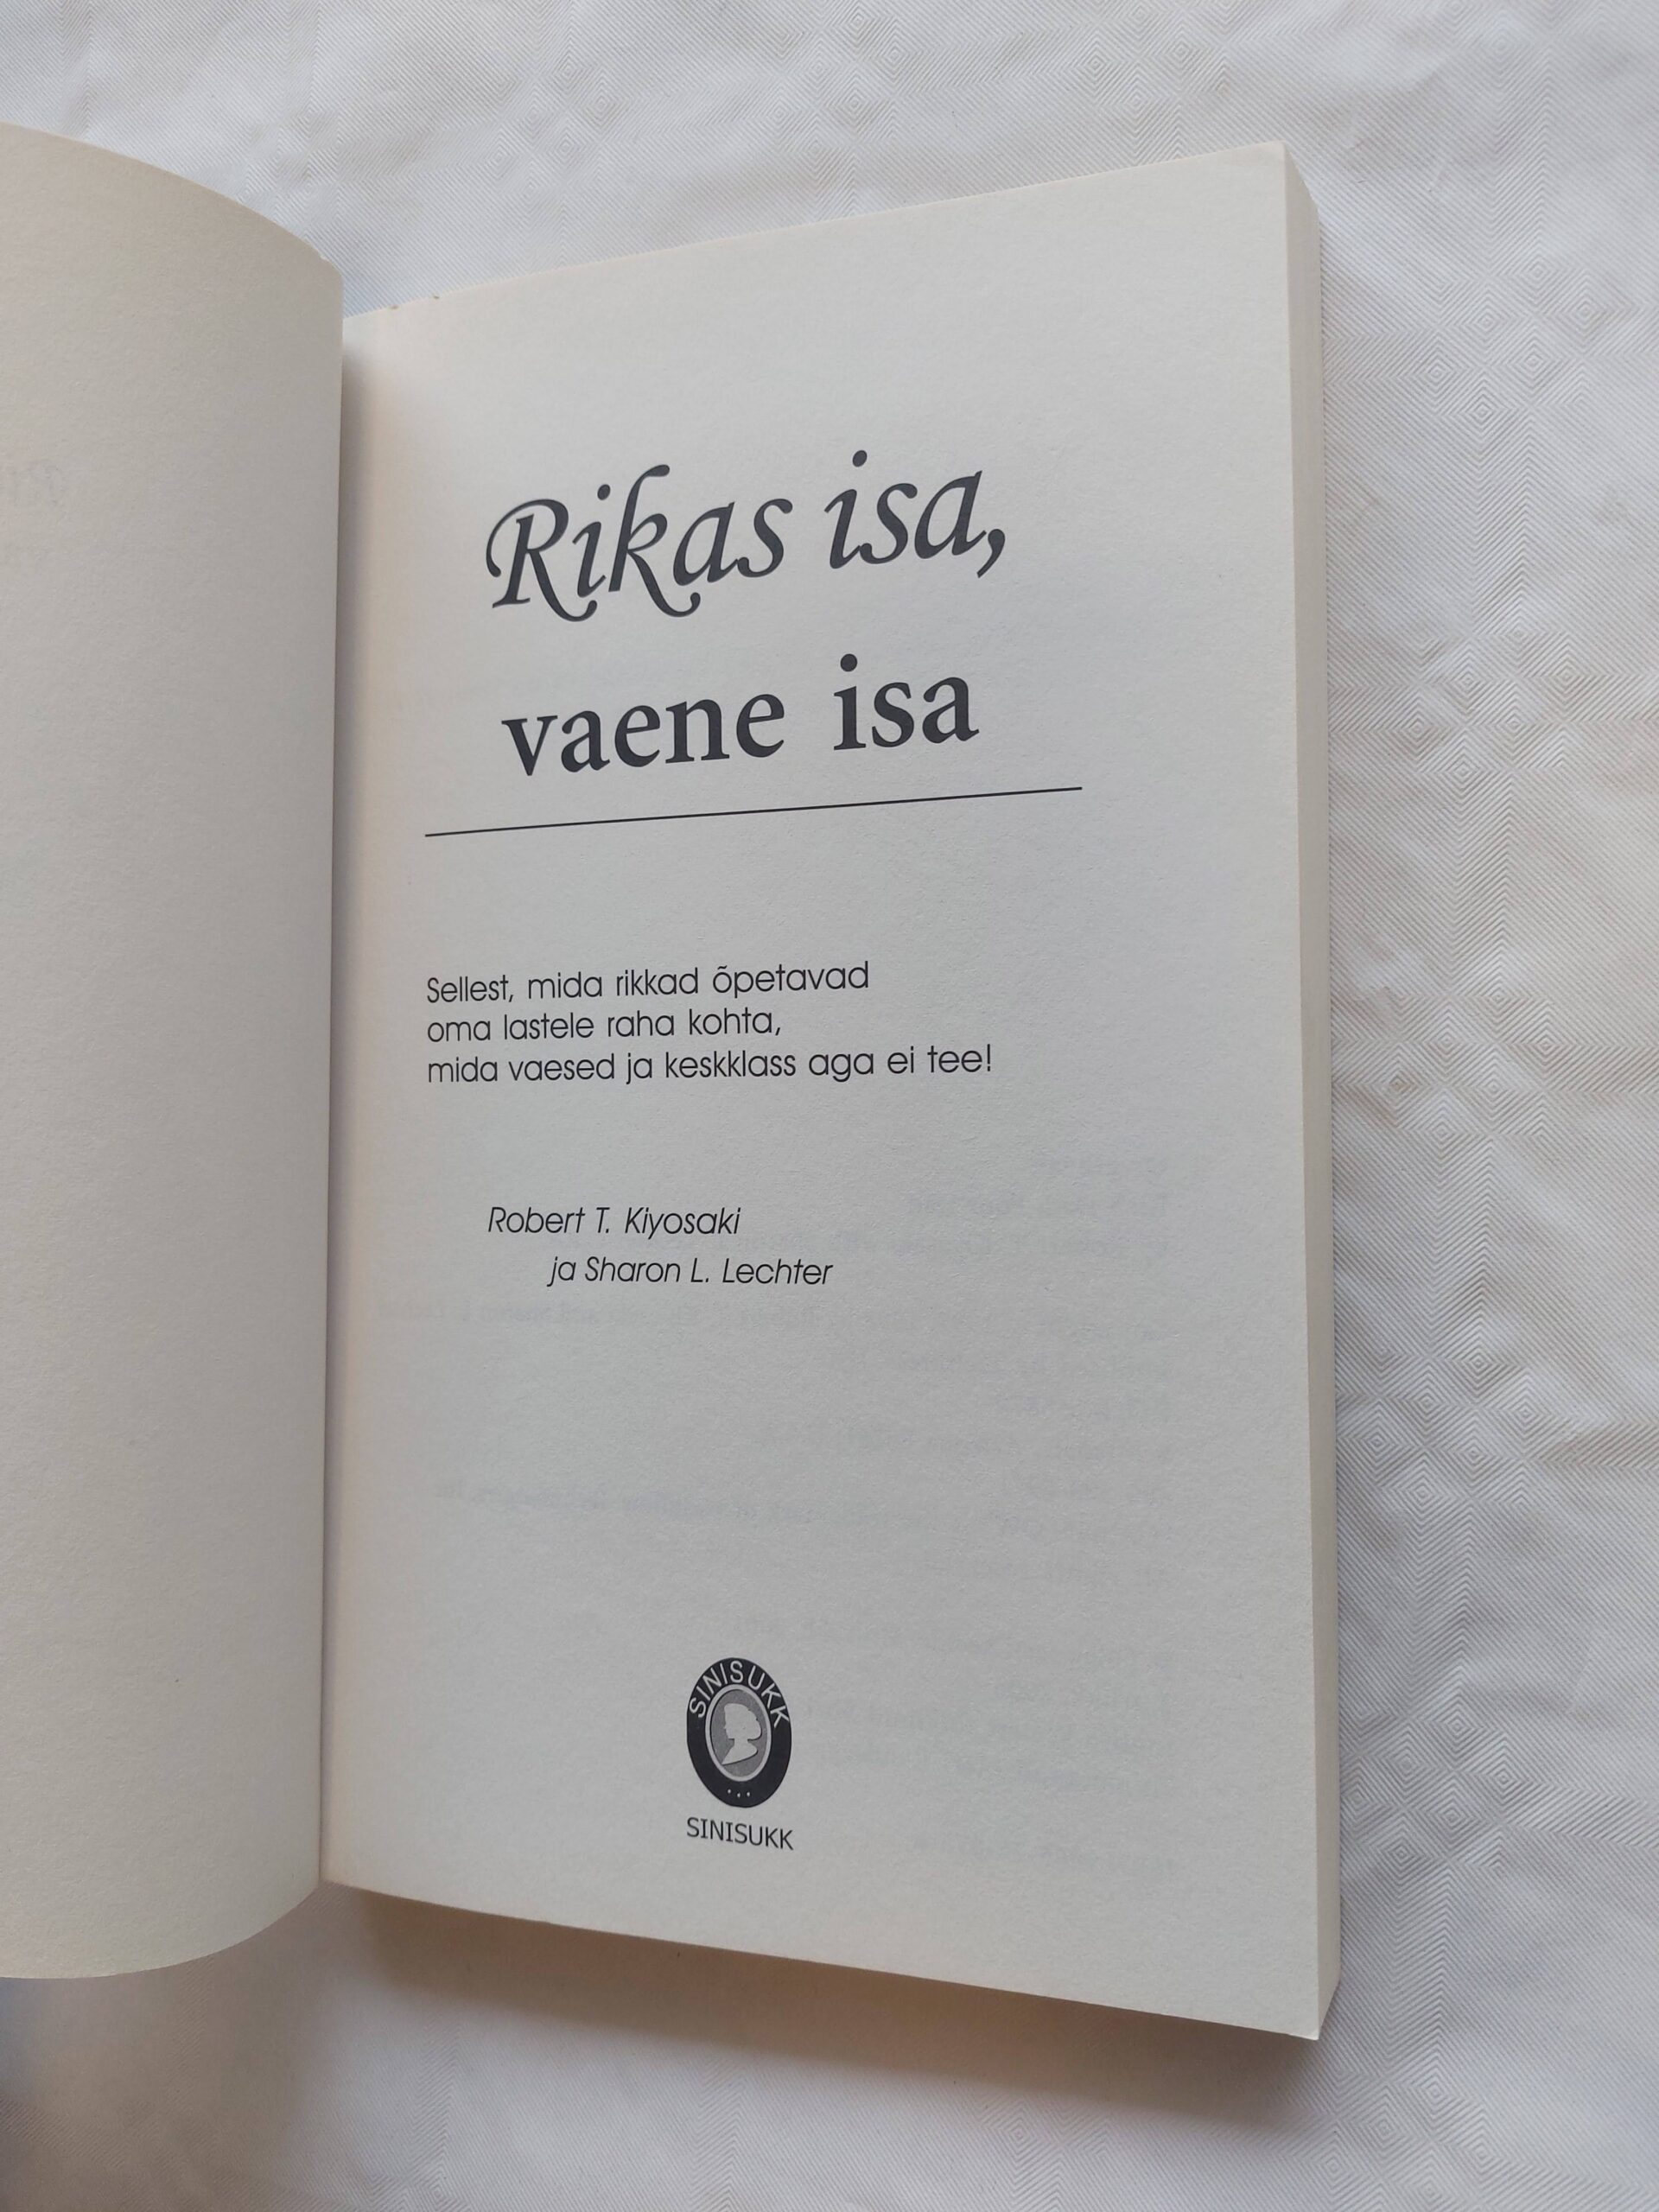 Rikas isa,
vaene isa
Sellest, mida rikkad õpetavad
oma lastele raha kohta,
mida vaesed ja keskklass aga ei tee!
Robert T. Kiyosaki
ja Sharon L. Lechter
SINISUKK
SINISUKK